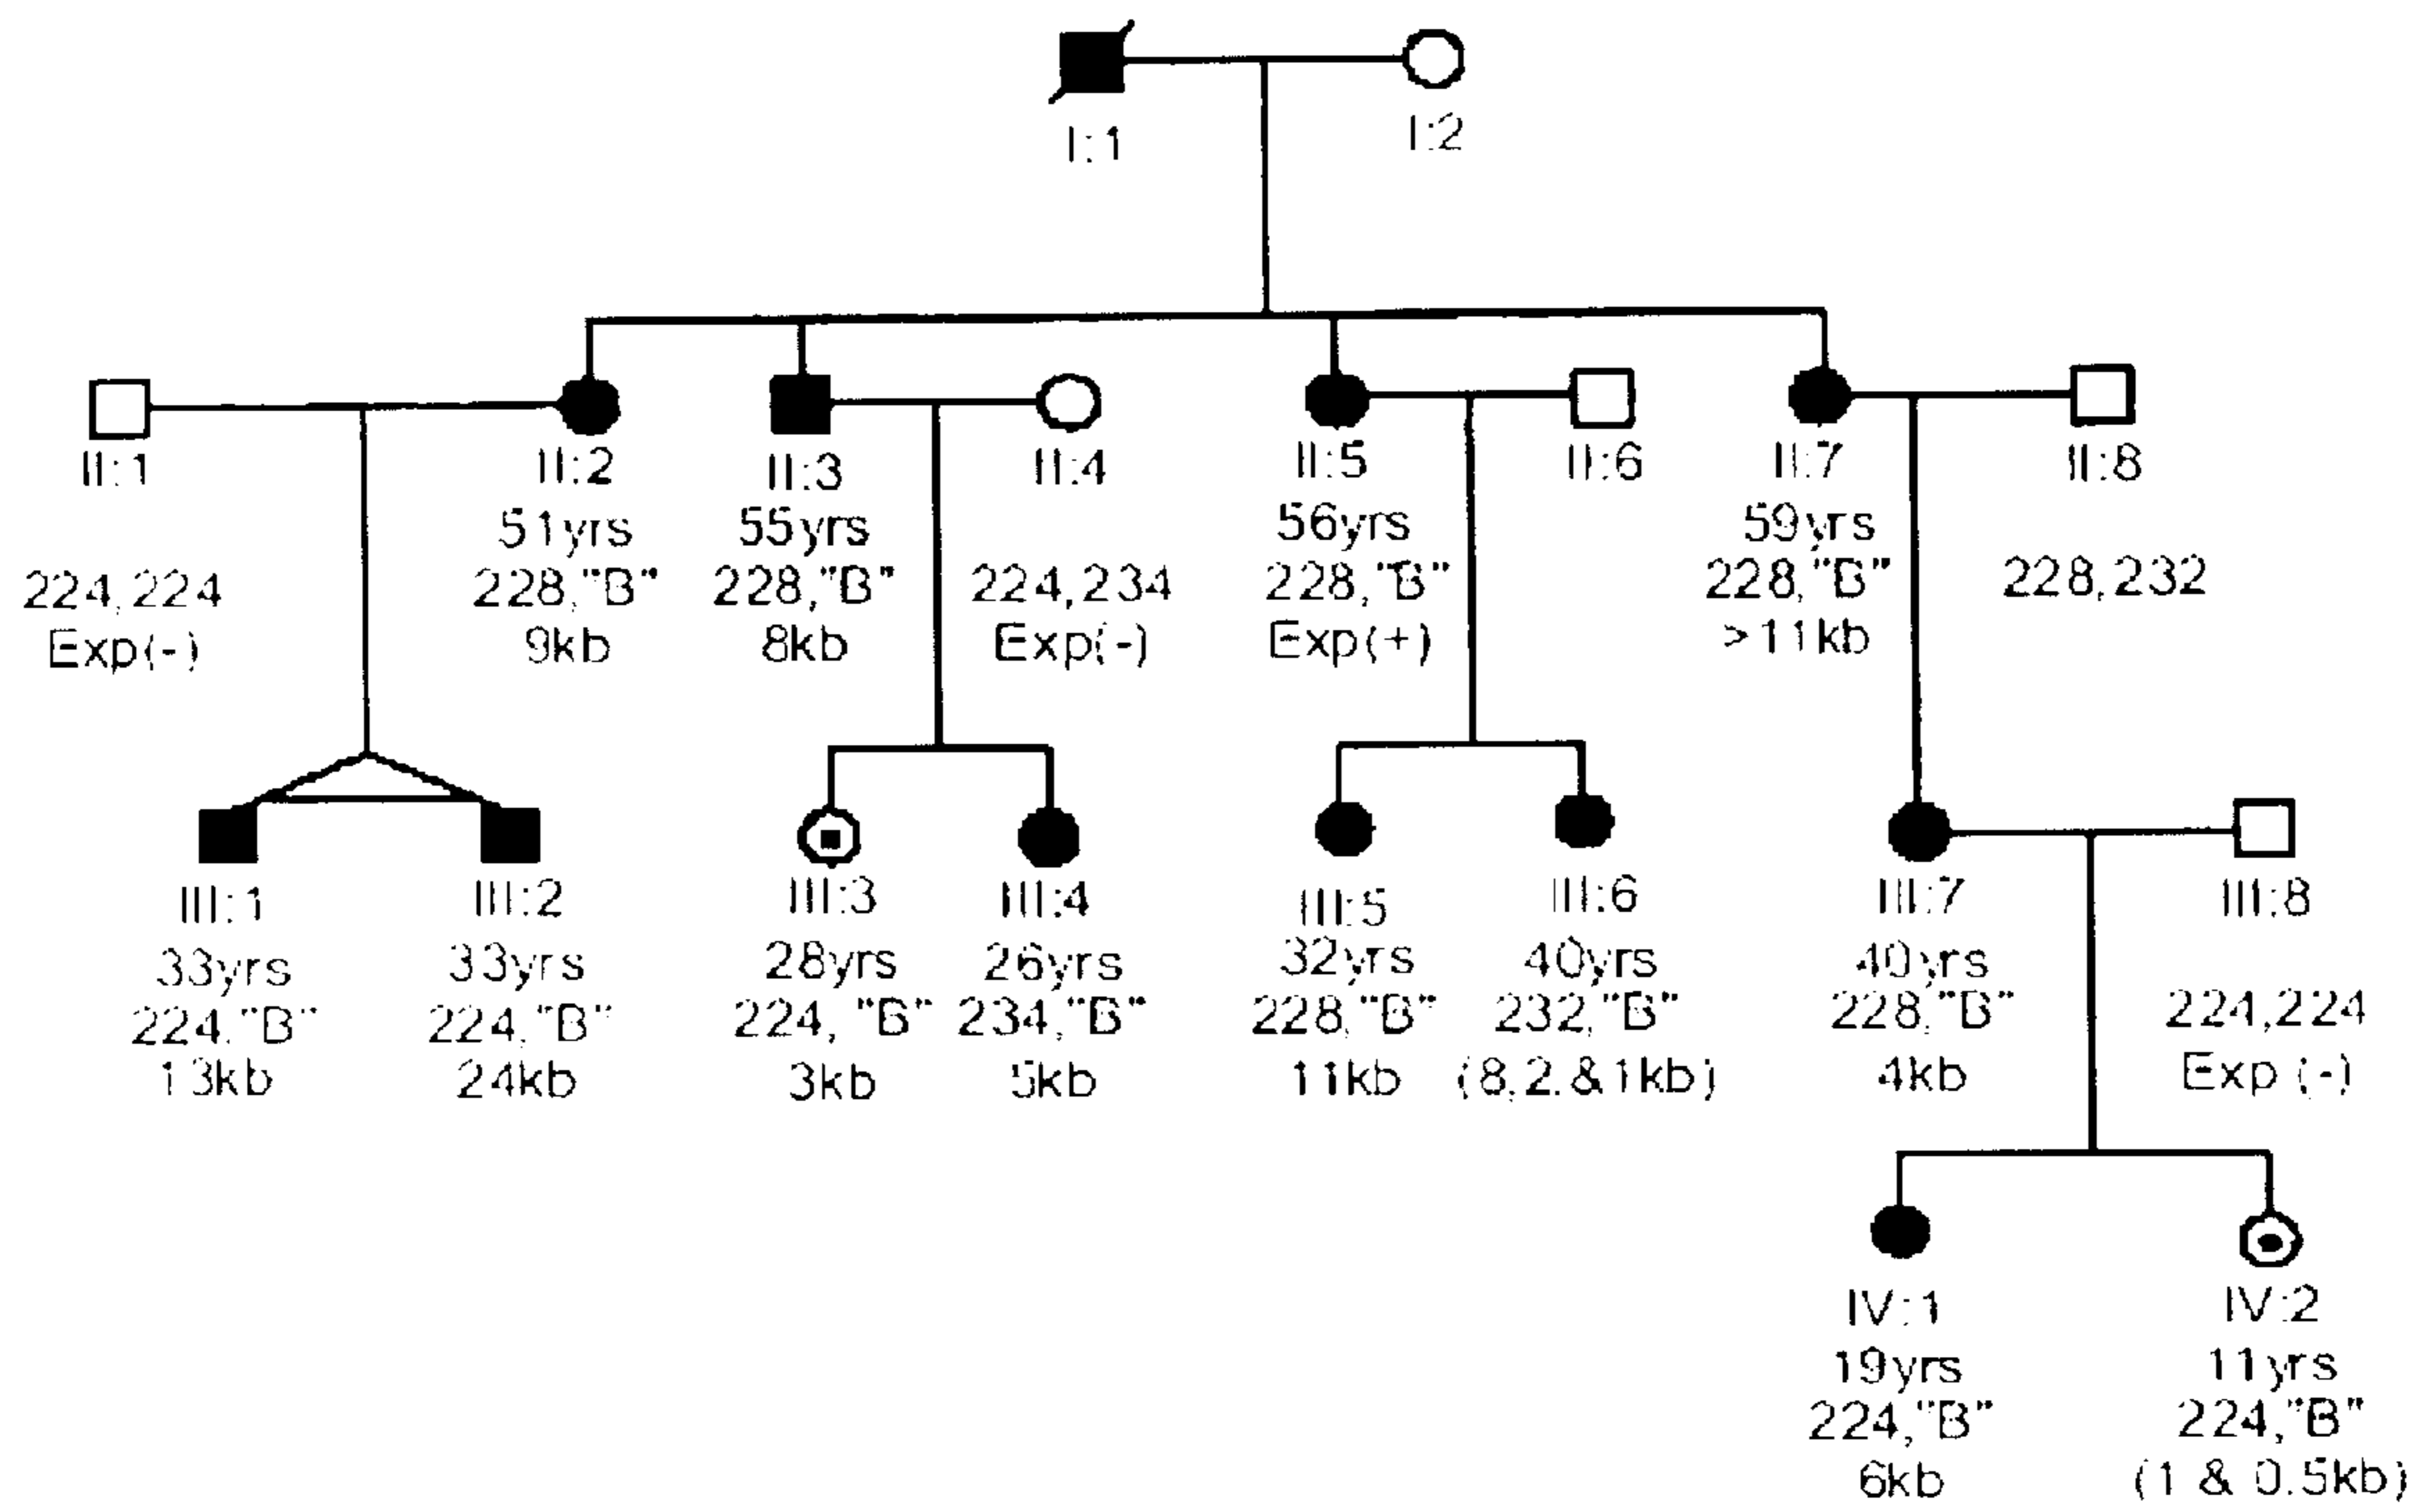 I:1 I:2
II:1 II:2 II:3 II:4 II:5 II:6 II:7 II:8
51yrs 55yrs 56yrs 59yrs
224,224 228,"B" 228,"B" 224,234 228,"B" 228,"B" 228,232
Exp(-) 9kb 8kb Exp(-) Exp(+) >11kb
III:1 III:2 III:3 III:4 III:5 III:6 III:7 III:8
33yrs 33yrs 28yrs 26yrs 32yrs 40yrs 40yrs
224,"B" 224,"B" 224, "B" 234,"B" 228,"B" 232,"B" 228,"B" 224,224
13kb 24kb 3kb 5kb 11kb (8,2,&1kb) 4kb Exp (-)
IV:1 IV:2
19yrs 11yrs
224,"B" 224,"B"
6kb (1 & 0.5kb)